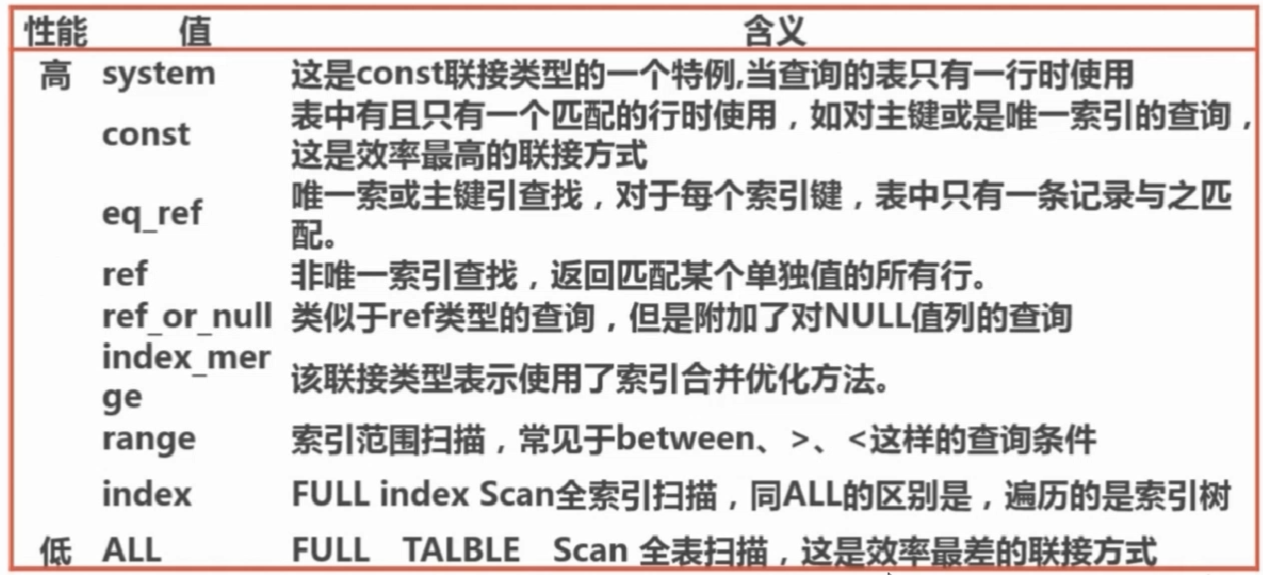 性能 值 含义
高 system 这是const联接类型的一个特例,当查询的表只有一行时使用
const 表中有且只有一个匹配的行时使用，如对主键或是唯一索引的查询，
这是效率最高的联接方式
eq_ref 唯一索或主键引查找，对于每个索引键，表中只有一条记录与之匹
配。
ref 非唯一索引查找，返回匹配某个单独值的所有行。
ref_or_null 类似于ref类型的查询，但是附加了对NULL值列的查询
index_mer
ge 该联接类型表示使用了索引合并优化方法。
range 索引范围扫描，常见于between、>、<这样的查询条件
index FULL index Scan全索引扫描，同ALL的区别是，遍历的是索引树
低 ALL FULL TALBLE Scan 全表扫描，这是效率最差的联接方式